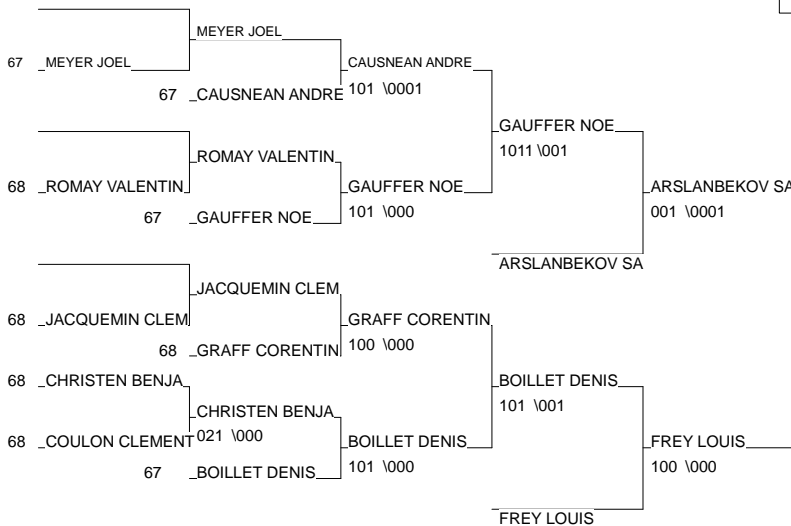 MEYER JOEL
67 MEYER JOEL CAUSNEAN ANDRE
67 CAUSNEAN ANDRE 101 \0001
GAUFFER NOE
1011 \001
ROMAY VALENTIN
68 ROMAY VALENTIN GAUFFER NOE ARSLANBEKOV SA
67 GAUFFER NOE 101 \000 001 \0001
ARSLANBEKOV SA
JACQUEMIN CLEM
68 JACQUEMIN CLEM GRAFF CORENTIN
68 GRAFF CORENTIN 100 \000
68 CHRISTEN BENJA BOILLET DENIS
101 \001
CHRISTEN BENJA
68 COULON CLEMENT 021 \000 BOILLET DENIS FREY LOUIS
67 BOILLET DENIS 101 \000 100 \000
FREY LOUIS